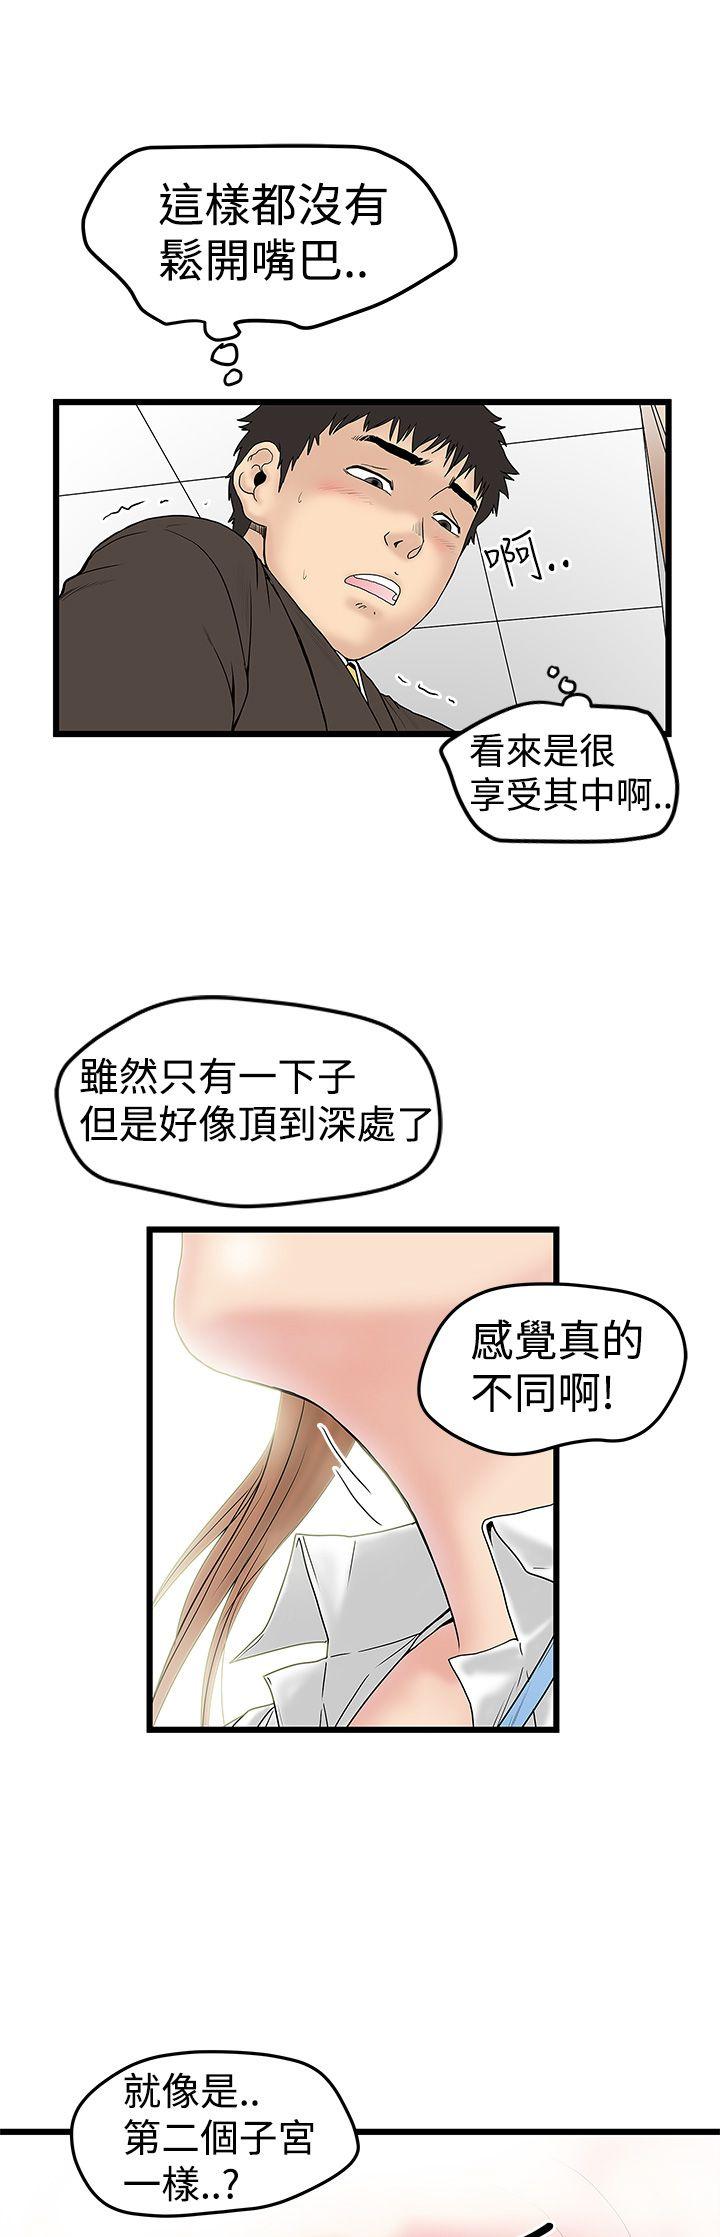 這樣都沒有
鬆開嘴巴..
啊..
看來是很
享受其中啊..
雖然只有一下子
但是好像頂到深處了
感覺真的
不同啊!
就像是..
第二個子宮
一樣..?